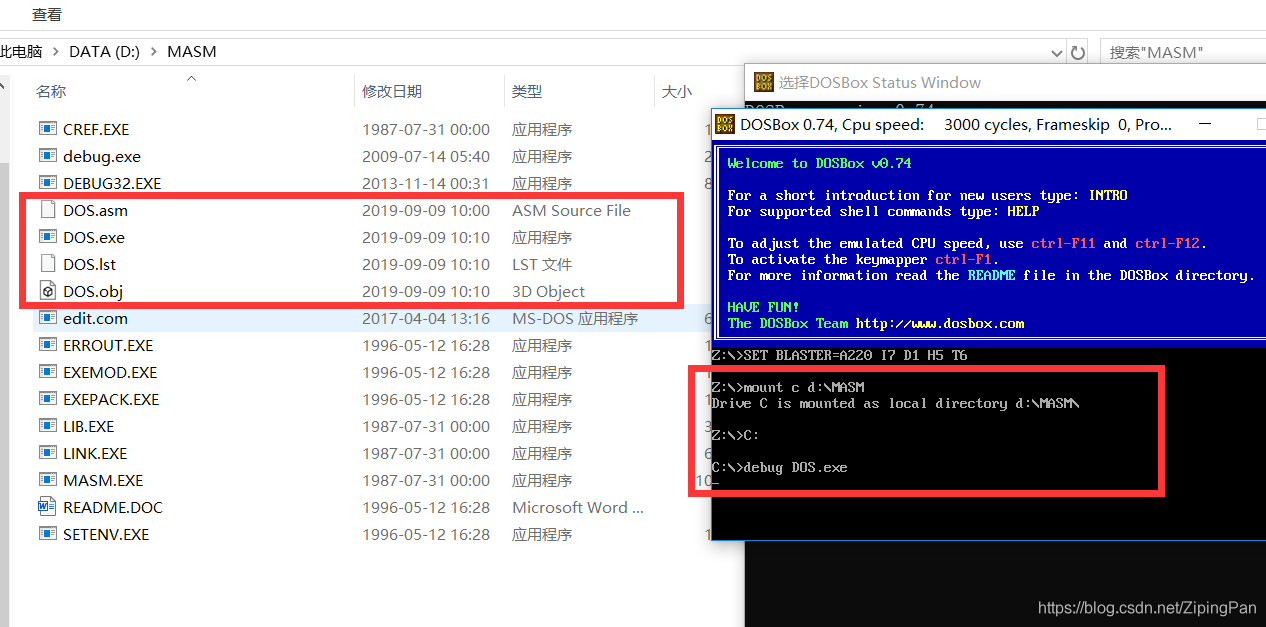 查看
此电脑 > DATA (D:) > MASM
搜索"MASM"
名称 修改日期 类型 大小
CREF.EXE 1987-07-31 00:00 应用程序 1
debug.exe 2009-07-14 05:40 应用程序 2
DEBUG32.EXE 2013-11-14 00:31 应用程序 8
DOS.asm 2019-09-09 10:00 ASM Source File
DOS.exe 2019-09-09 10:10 应用程序
DOS.lst 2019-09-09 10:10 LST 文件
DOS.obj 2019-09-09 10:10 3D Object
edit.com 2017-04-04 13:16 MS-DOS 应用程序 6
ERROUT.EXE 1996-05-12 16:28 应用程序 1
EXEMOD.EXE 1996-05-12 16:28 应用程序 1
EXEPACK.EXE 1996-05-12 16:28 应用程序 1
LIB.EXE 1987-07-31 00:00 应用程序 3
LINK.EXE 1987-07-31 00:00 应用程序 6
MASM.EXE 1987-07-31 00:00 应用程序 10
README.DOC 1996-05-12 16:28 Microsoft Word ...
SETENV.EXE 1996-05-12 16:28 应用程序 1
选择DOSBox Status Window
DOSBox 0.74, Cpu speed: 3000 cycles, Frameskip 0, Pro...
Welcome to DOSBox v0.74
For a short introduction for new users type: INTRO
For supported shell commands type: HELP
To adjust the emulated CPU speed, use ctrl-F11 and ctrl-F12.
To activate the keymapper ctrl-F1.
For more information read the README file in the DOSBox directory.
HAVE FUN!
The DOSBox Team http://www.dosbox.com
Z:\>SET BLASTER=A220 I7 D1 H5 T6
Z:\>mount c d:\MASM
Drive C is mounted as local directory d:\MASM\
Z:\>C:
C:\>debug DOS.exe
https://blog.csdn.net/ZipingPan